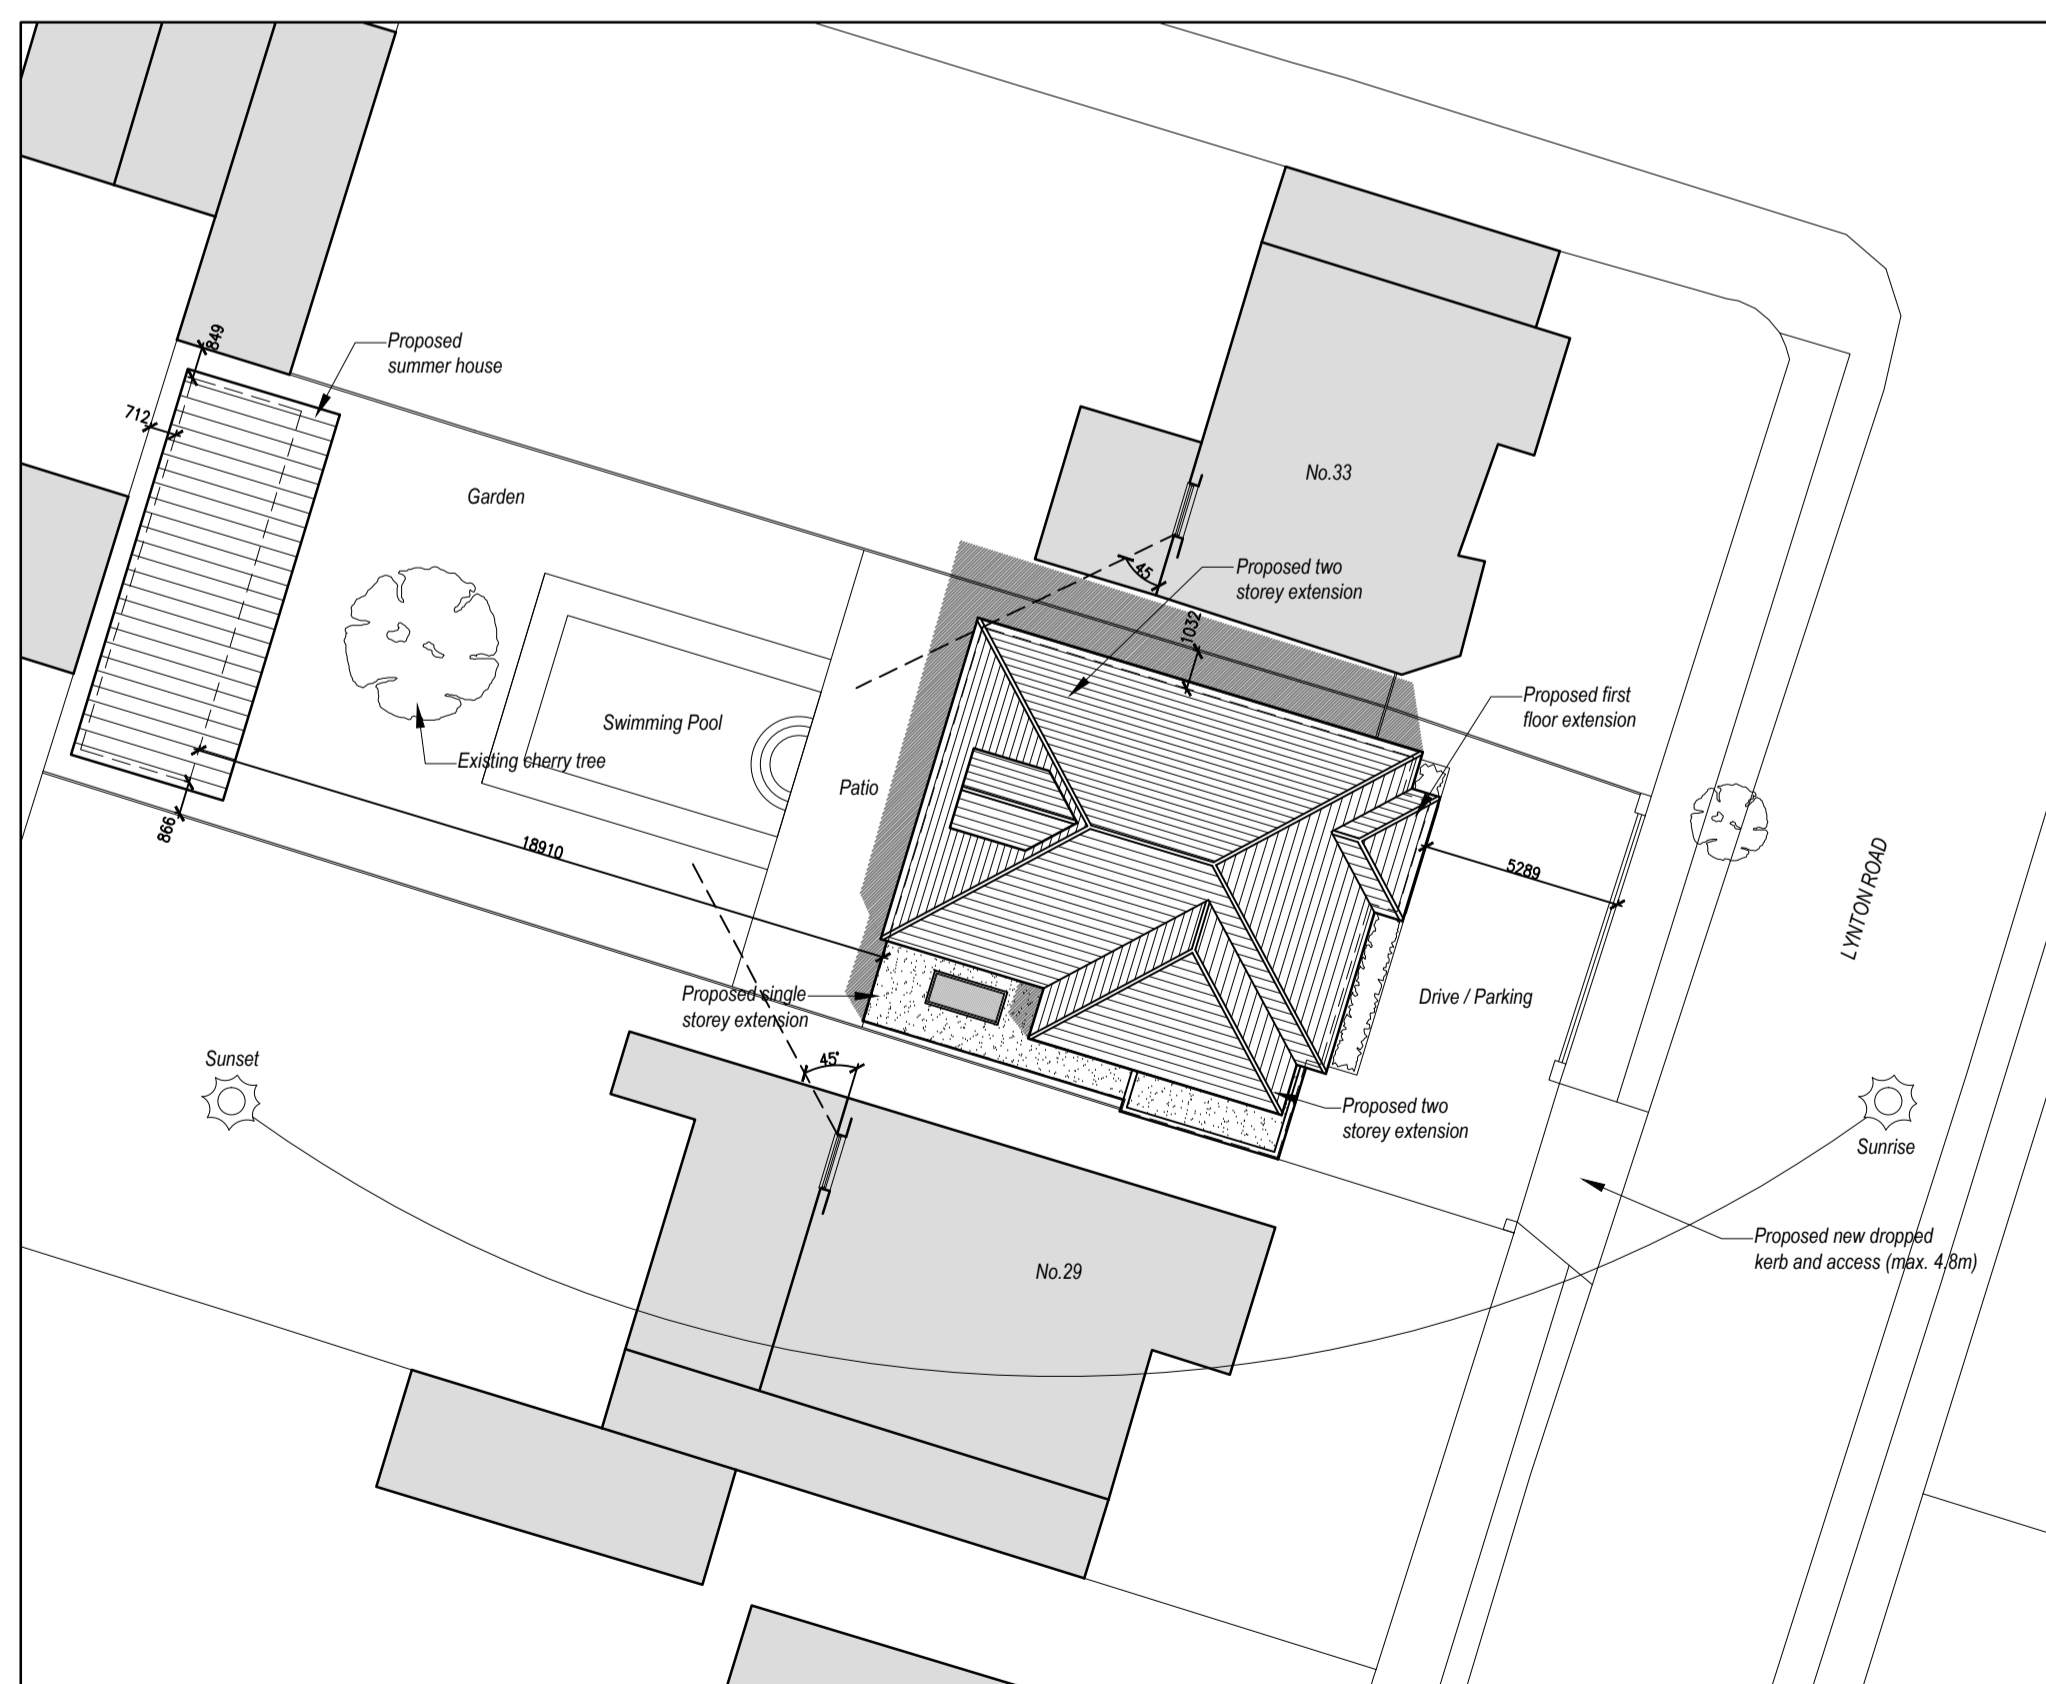 849
Proposed
summer house
712
Garden
No.33
45
Proposed two
storey extension
1032
Proposed first
floor extension
Swimming Pool
Existing cherry tree
Patio
866
18910
5289
LYNTON ROAD
Proposed single
storey extension
Drive / Parking
Sunset
45°
Proposed two
storey extension
Sunrise
Proposed new dropped
kerb and access (max. 4.8m)
No.29